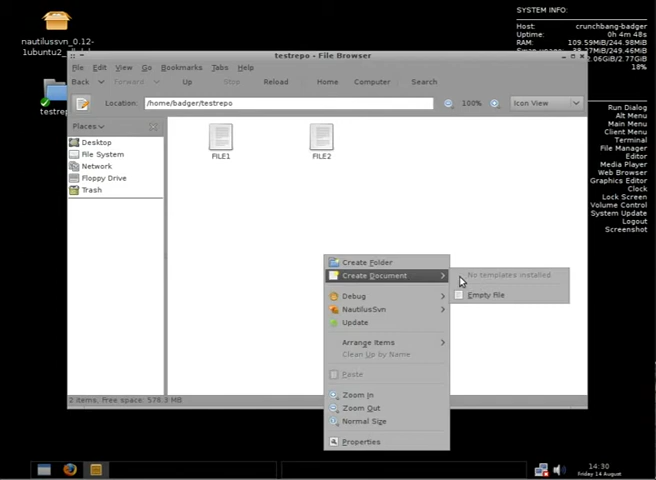 SYSTEM INFO:
Host: crunchbang-badger
Uptime: 0h 4m 48s
RAM: 109.59MiB/244.98MiB
2.06GiB/2.77GiB
18%
nautilussvn_0.12-
testrepo - File Browser
File Edit View Go Bookmarks Tabs Help
Back Forward Up Stop Reload Home Computer Search
Location: /home/badger/testrepo 100% Icon View
Places
Desktop
File System
Network
Floppy Drive
Trash
FILE1
FILE2
Create Folder
Create Document
Debug
NautilusSvn
Update
Arrange Items
Clean Up by Name
Paste
Zoom In
Zoom Out
Normal Size
Properties
No templates installed
Empty File
2 items, Free space: 578.3 MB
Run Dialog
Alt Menu
Main Menu
Client Menu
Terminal
File Manager
Editor
Media Player
Web Browser
Graphics Editor
Clock
Lock Screen
Volume Control
System Update
Logout
Screenshot
14:30
Friday 14 August